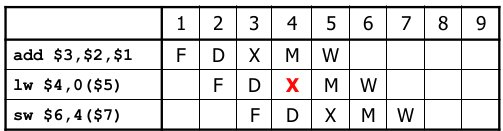 1 2 3 4 5 6 7 8 9
add $3,$2,$1 F D X M W
lw $4,0($5) F D X M W
sw $6,4($7) F D X M W